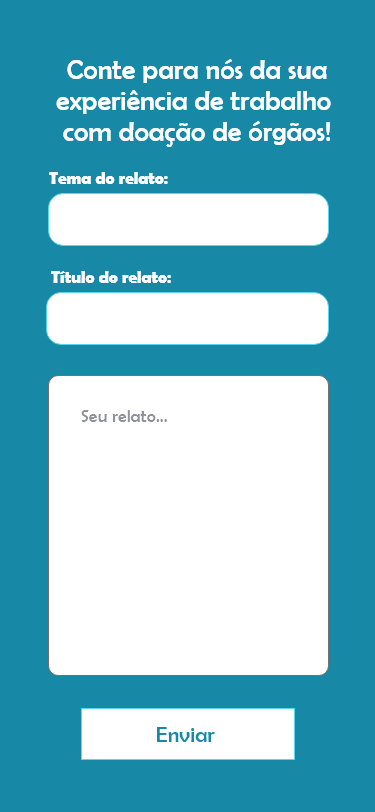 Conte para nós da sua
experiência de trabalho
com doação de órgãos!
Tema do relato:
Título do relato:
Seu relato...
Enviar